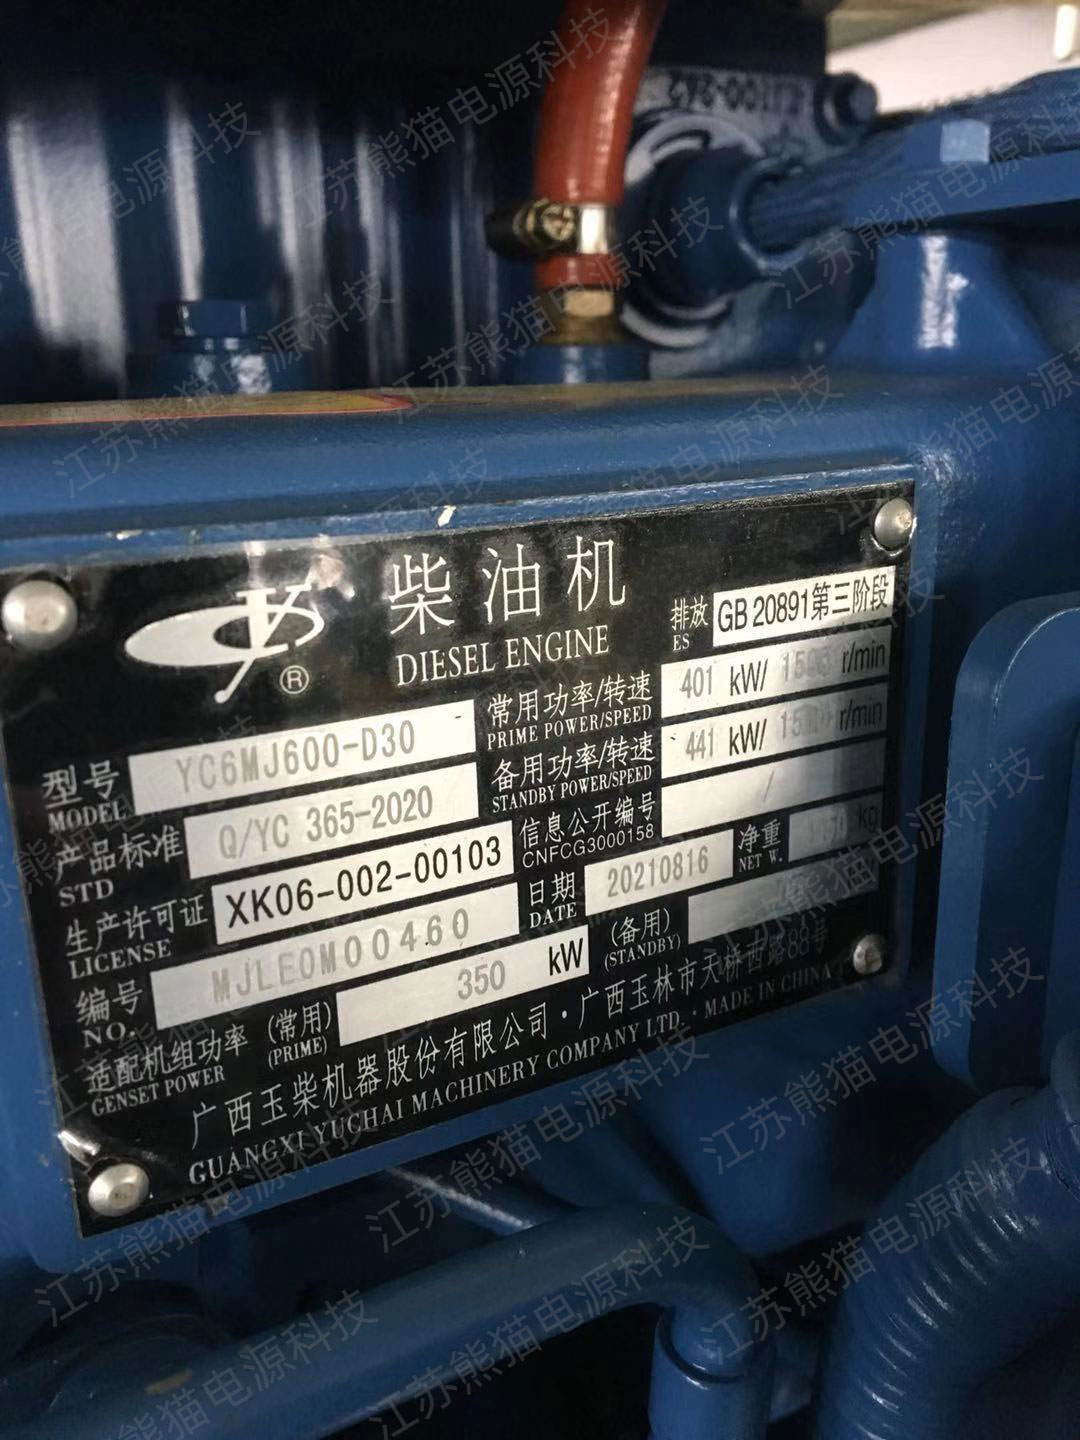 柴油机
DIESEL ENGINE
®
排放
ES
GB 20891第三阶段
型号
MODEL
YC6MJ600-D30
常用功率/转速
PRIME POWER/SPEED
401 kW/ 1500 r/min
产品标准
STD
Q/YC 365-2020
备用功率/转速
STANDBY POWER/SPEED
441 kW/ 1500 r/min
生产许可证
LICENSE
XK06-002-00103
信息公开编号
CNFCG3000158
/
编号
NO.
MJLE0M00460
日期
DATE
20210816
净重
NET W.
kg
适配机组功率
GENSET POWER
(常用)
(PRIME)
350 kW
(备用)
(STANDBY)
广西玉柴机器股份有限公司·广西玉林市天桥西路88号
GUANGXI YUCHAI MACHINERY COMPANY LTD. · MADE IN CHINA
江苏熊猫电源科技